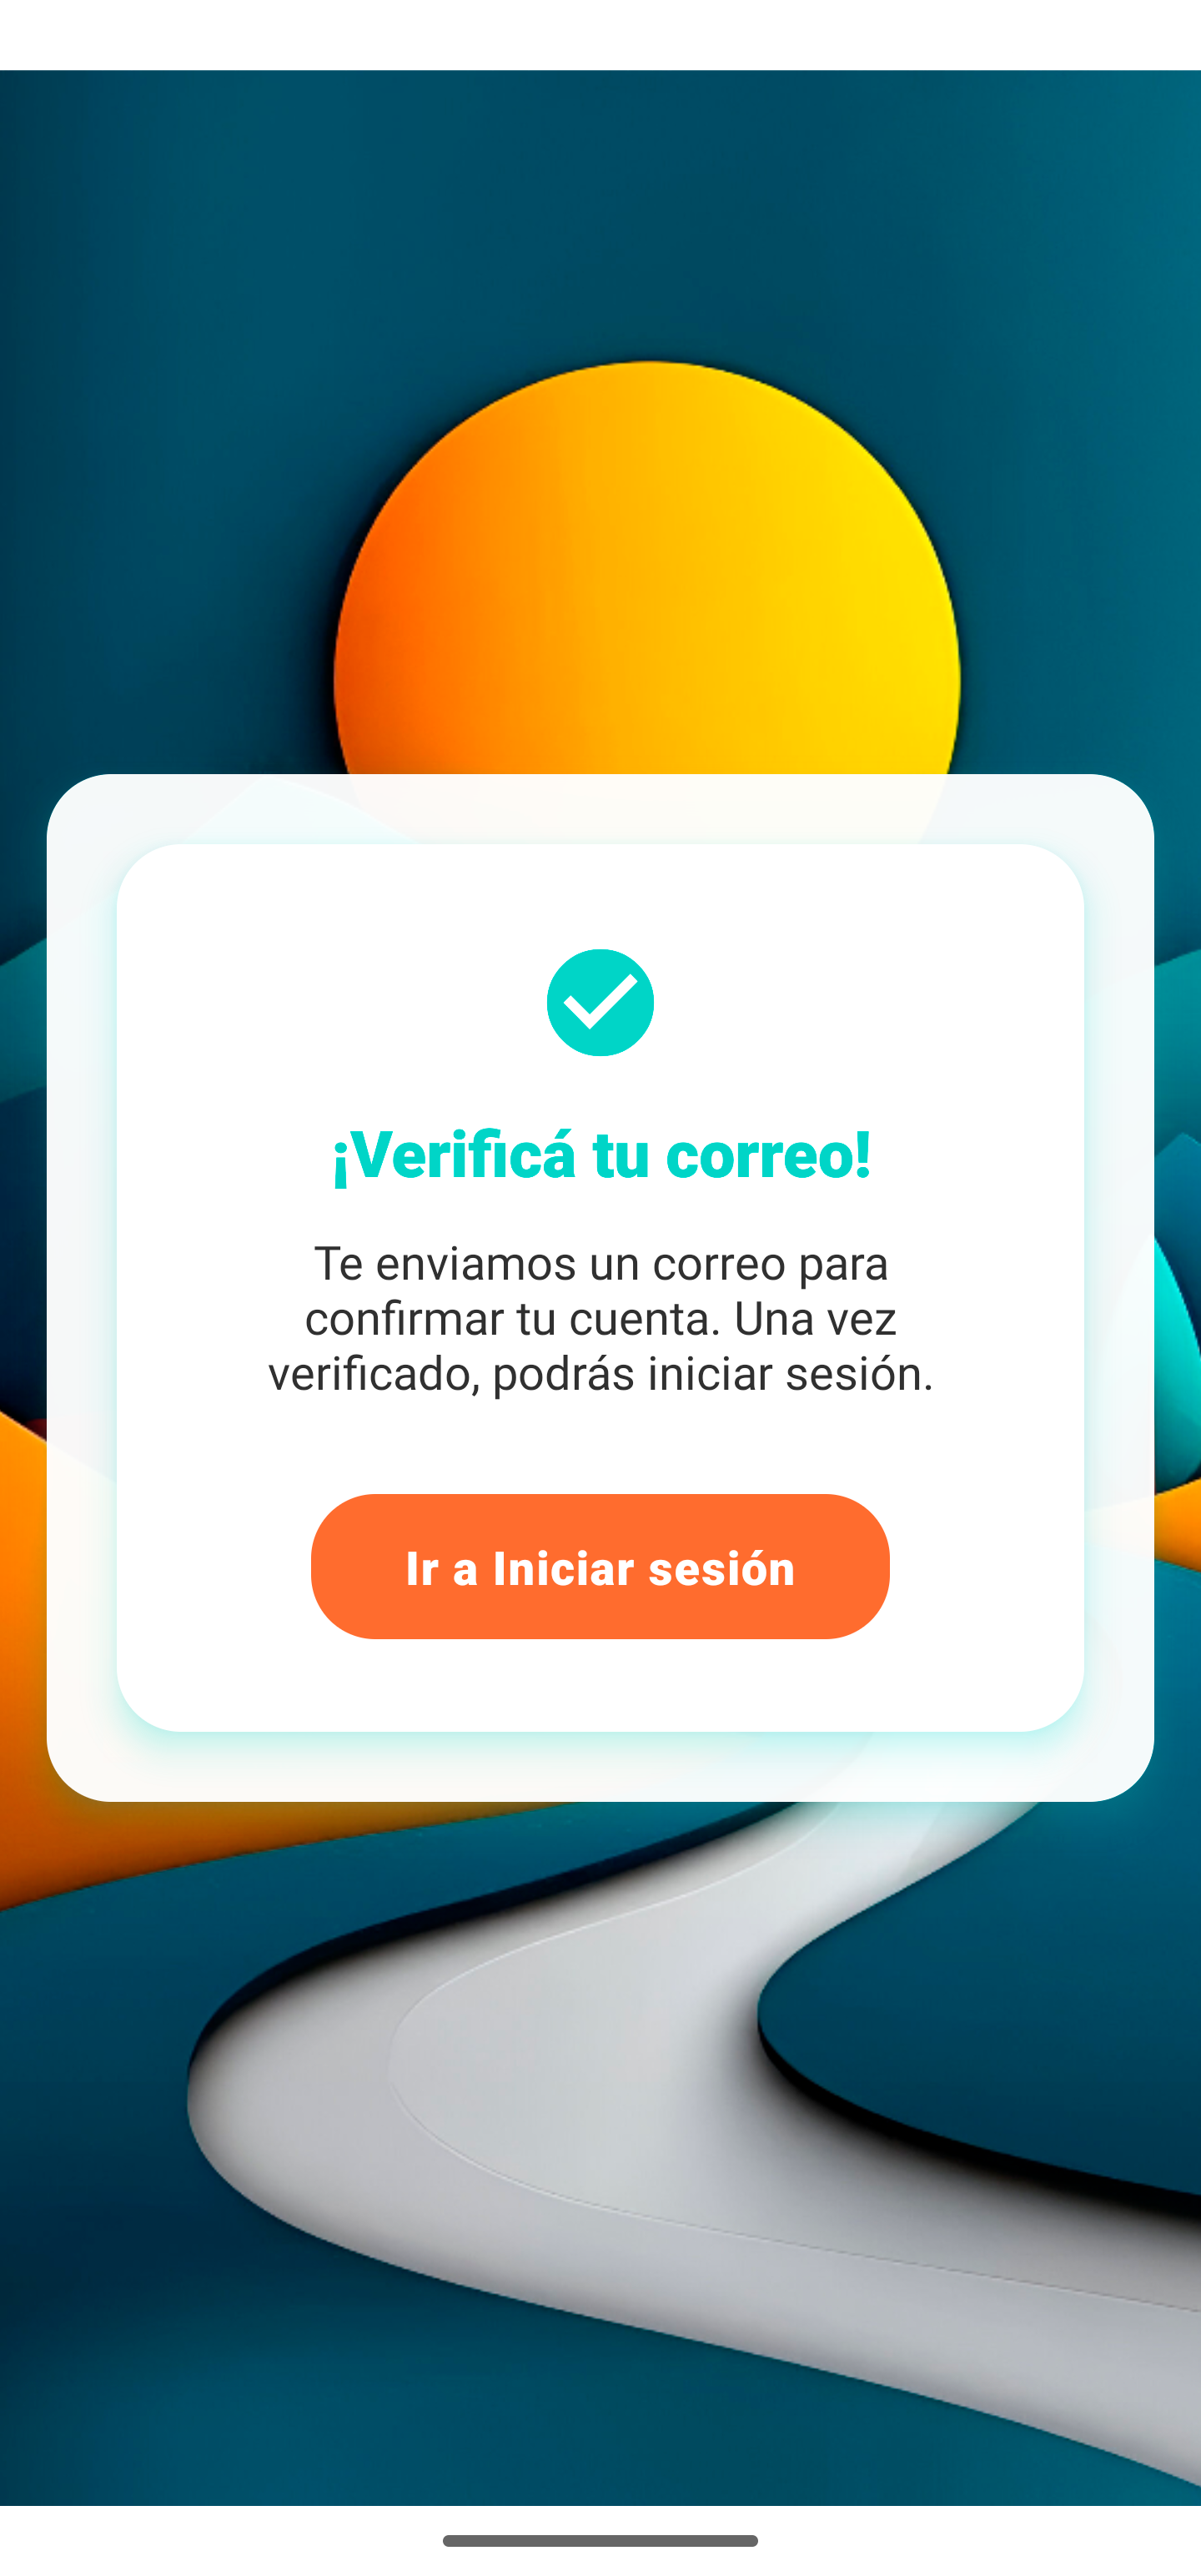 ¡Verificá tu correo!
Te enviamos un correo para
confirmar tu cuenta. Una vez
verificado, podrás iniciar sesión.
Ir a Iniciar sesión